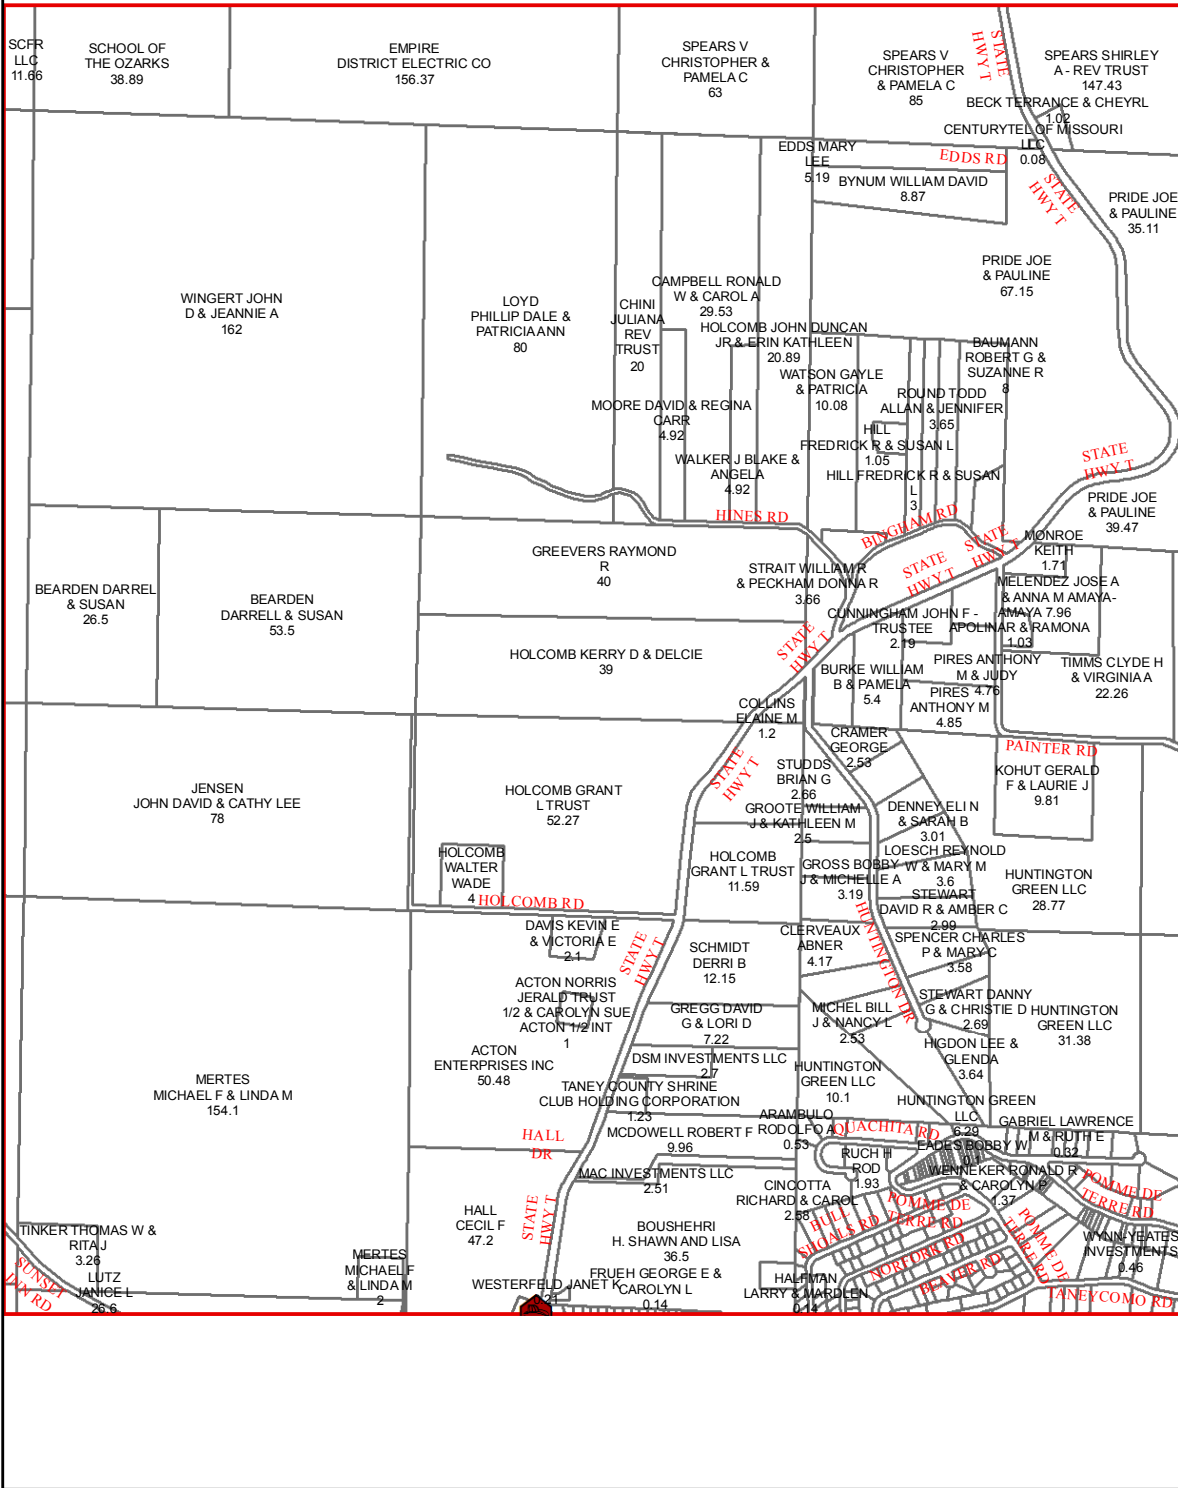 SCFR
LLC
11.66
SCHOOL OF
THE OZARKS
38.89
EMPIRE
DISTRICT ELECTRIC CO
156.37
SPEARS V
CHRISTOPHER &
PAMELA C
63
SPEARS V
CHRISTOPHER
& PAMELA C
85
STATE
HWY T
SPEARS SHIRLEY
A - REV TRUST
147.43
BECK TERRANCE & CHEYRL
1.02
CENTURYTEL OF MISSOURI
LLC
0.08
EDDS MARY
LEE
5.19
EDDS RD
BYNUM WILLIAM DAVID
8.87
STATE
HWY T
PRIDE JOE
& PAULINE
35.11
PRIDE JOE
& PAULINE
67.15
WINGERT JOHN
D & JEANNIE A
162
LOYD
PHILLIP DALE &
PATRICIA ANN
80
CHINI
JULIANA
REV
TRUST
20
CAMPBELL RONALD
W & CAROL A
29.53
HOLCOMB JOHN DUNCAN
JR & ERIN KATHLEEN
20.89
BAUMANN
ROBERT G &
SUZANNE R
8
WATSON GAYLE
& PATRICIA
10.08
ROUND TODD
ALLAN & JENNIFER
3.65
MOORE DAVID & REGINA
CARR
4.92
HILL
FREDRICK R & SUSAN L
1.05
WALKER J BLAKE &
ANGELA
4.92
HILL FREDRICK R & SUSAN
L
3
STATE
HWY T
PRIDE JOE
& PAULINE
39.47
HINES RD
BINGHAM RD
STATE
HWY T
STATE
HWY T
MONROE
KEITH
1.71
GREEVERS RAYMOND
R
40
STRAIT WILLIAM R
& PECKHAM DONNA R
3.66
MELENDEZ JOSE A
& ANNA M AMAYA-
AMAYA 7.96
BEARDEN DARREL
& SUSAN
26.5
BEARDEN
DARRELL & SUSAN
53.5
CUNNINGHAM JOHN F -
TRUSTEE
2.19
APOLINAR & RAMONA
1.03
STATE
HWY T
HOLCOMB KERRY D & DELCIE
39
BURKE WILLIAM
B & PAMELA
5.4
PIRES ANTHONY
M & JUDY
4.76
TIMMS CLYDE H
& VIRGINIA A
22.26
PIRES
ANTHONY M
4.85
COLLINS
ELAINE M
1.2
CRAMER
GEORGE
2.53
PAINTER RD
STATE
HWY T
STUDDS
BRIAN G
2.66
KOHUT GERALD
F & LAURIE J
9.81
JENSEN
JOHN DAVID & CATHY LEE
78
HOLCOMB GRANT
L TRUST
52.27
GROOTE WILLIAM
J & KATHLEEN M
2.5
DENNEY ELI N
& SARAH B
3.01
HOLCOMB
WALTER
WADE
4
HOLCOMB
GRANT L TRUST
11.59
GROSS BOBBY
J & MICHELLE A
3.19
LOESCH REYNOLD
W & MARY M
3.6
HUNTINGTON
GREEN LLC
28.77
STEWART
DAVID R & AMBER C
2.99
HOLCOMB RD
DAVIS KEVIN E
& VICTORIA E
2.1
STATE
HWY T
HUNTINGTON DR
CLERVEAUX
ABNER
4.17
SPENCER CHARLES
P & MARY C
3.58
SCHMIDT
DERRI B
12.15
ACTON NORRIS
JERALD TRUST
1/2 & CAROLYN SUE
ACTON 1/2 INT
1
STEWART DANNY
G & CHRISTIE D
2.69
HUNTINGTON
GREEN LLC
31.38
GREGG DAVID
G & LORI D
7.22
MICHEL BILL
J & NANCY L
2.53
HIGDON LEE &
GLENDA
3.64
ACTON
ENTERPRISES INC
50.48
DSM INVESTMENTS LLC
2.7
HUNTINGTON
GREEN LLC
10.1
MERTES
MICHAEL F & LINDA M
154.1
TANEY COUNTY SHRINE
CLUB HOLDING CORPORATION
1.23
HUNTINGTON GREEN
LLC
6.29
ARAMBULO
RODOLFO A
0.53
GABRIEL LAWRENCE
M & RUTH E
0.32
HALL
DR
MCDOWELL ROBERT F
9.96
QUACHITA RD
EADES BOBBY W
0.1
RUCH H
ROD
1.93
MAC INVESTMENTS LLC
2.51
WENNEKER RONALD R
& CAROLYN P
1.37
POMME DE
TERRE RD
CINCOTTA
RICHARD & CAROL
2.58
STATE
HWY T
HALL
CECIL F
47.2
BULL
SHOALS RD
POMME DE
TERRE RD
POMME DE
TERRE RD
BOUSHEHRI
H. SHAWN AND LISA
36.5
NORFORK RD
BEAVER RD
WYNN-YEATES
INVESTMENTS
0.46
TINKER THOMAS W &
RITA J
3.26
SUNSET
INN RD
LUTZ
JANICE L
26.6
MERTES
MICHAEL F
& LINDA M
2
WESTERFELD JANET K
FRUEH GEORGE E &
CAROLYN L
0.14
HALFMAN
LARRY & MARDLEN
0.14
TANEYCOMO RD